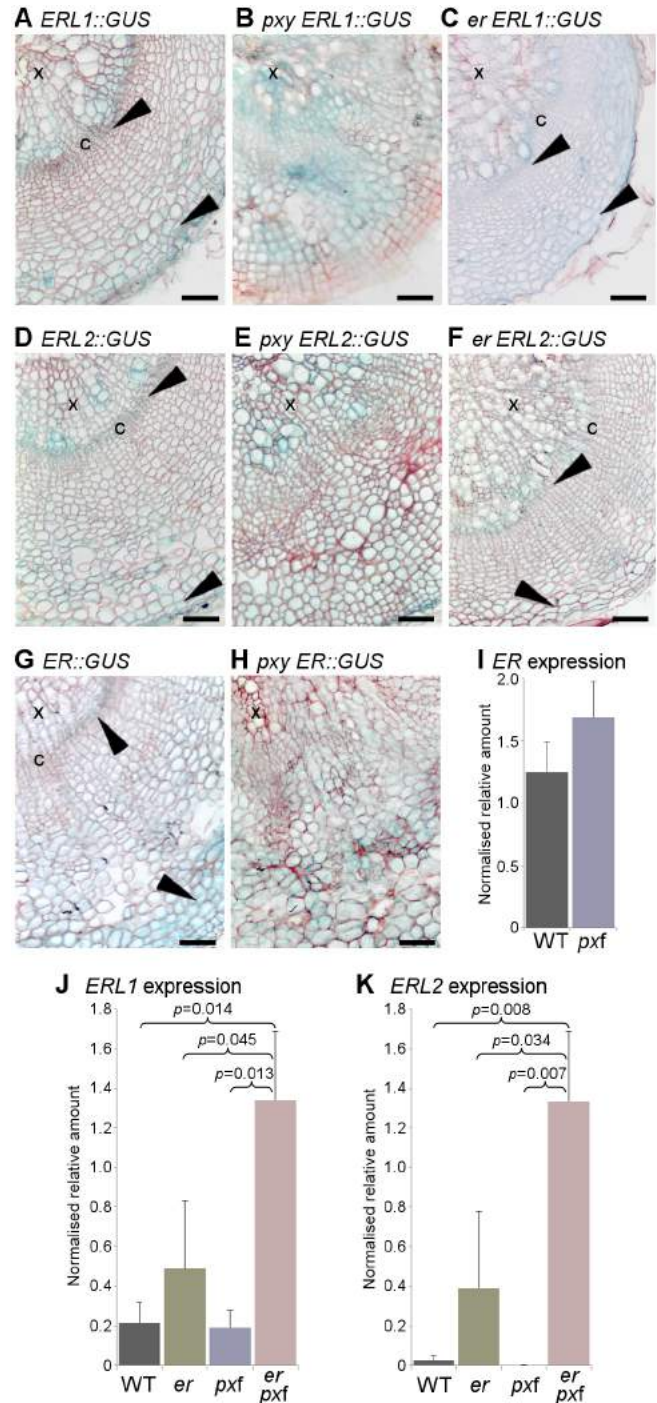 A ERL1::GUS
B pxy ERL1::GUS
C er ERL1::GUS
X
C
X
X
C
D ERL2::GUS
E pxy ERL2::GUS
F er ERL2::GUS
X
C
X
X
C
G ER::GUS
H pxy ER::GUS
I ER expression
X
C
X
Normalised relative amount
2.0
1.5
1.0
0.5
0
WT
pxf
J ERL1 expression
Normalised relative amount
1.8
1.6
1.4
1.2
1.0
0.8
0.6
0.4
0.2
0
p=0.014
p=0.045
p=0.013
WT
er
pxf
er
pxf
K ERL2 expression
Normalised relative amount
1.8
1.6
1.4
1.2
1.0
0.8
0.6
0.4
0.2
0
p=0.008
p=0.034
p=0.007
WT
er
pxf
er
pxf